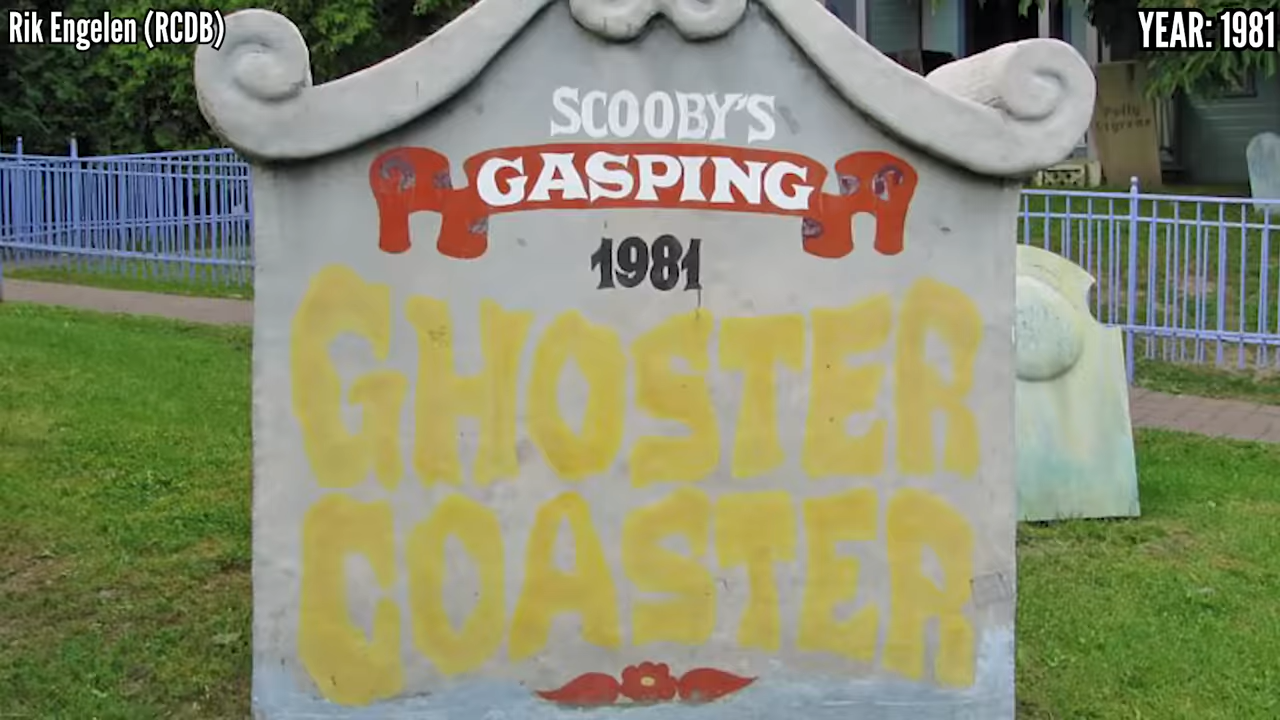 Rik Engelen (RCDB)
YEAR: 1981
SCOOBY'S
GASPING
1981
GHOSTER
COASTER